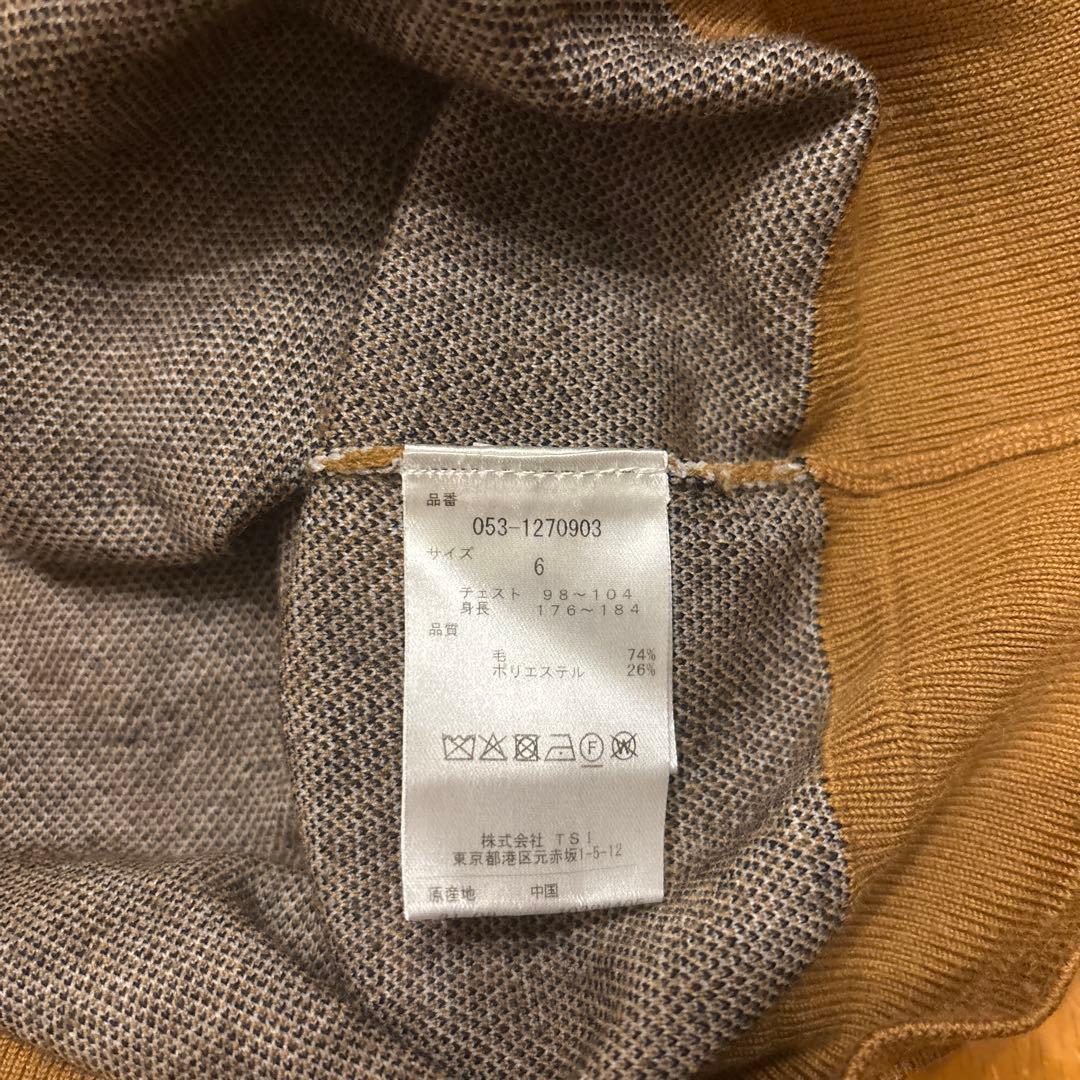 品番
053-1270903
サイズ
6
チェスト 98～104
身長 176～184
品質
毛 74%
ポリエステル 26%
F W
株式会社 TSI
東京都港区元赤坂1-5-12
原産地 中国